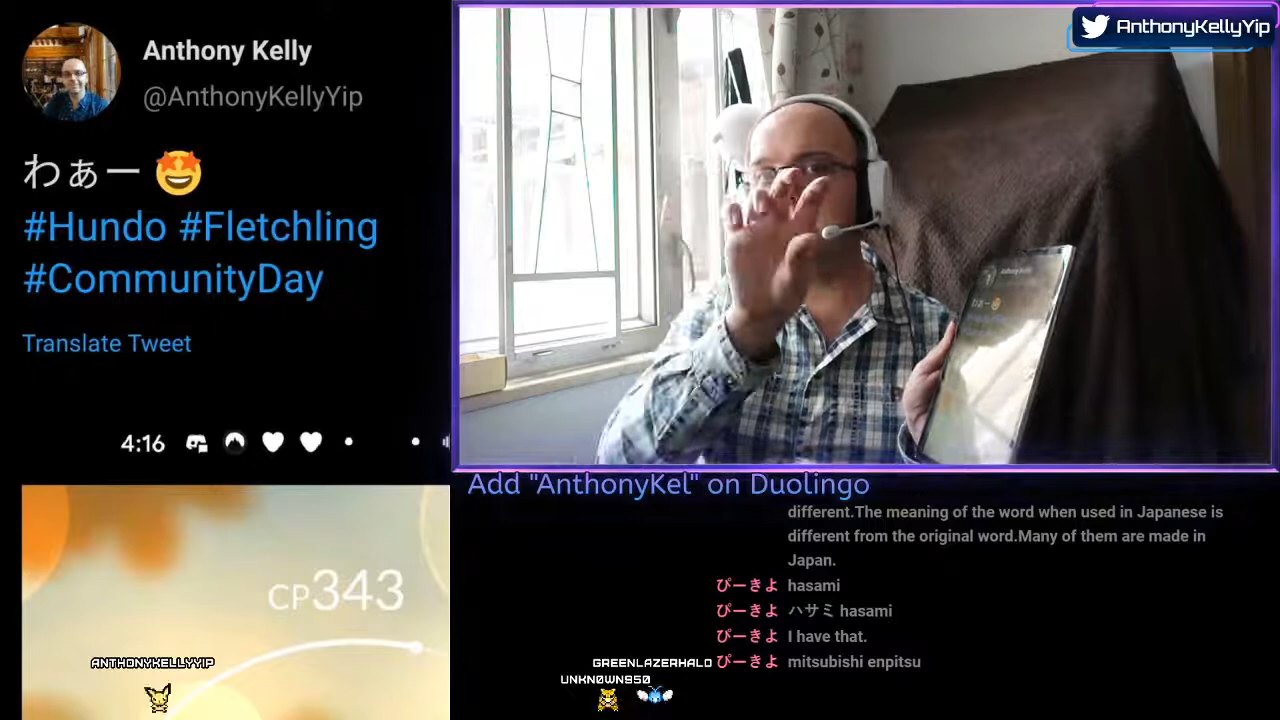 Anthony Kelly
@AnthonyKellyYip
わぁー 🤩
#Hundo #Fletchling
#CommunityDay
Translate Tweet
4:16
CP343
ANTHONYKELLYYIP
AnthonyKellyYip
Add "AnthonyKel" on Duolingo
different.The meaning of the word when used in Japanese is
different from the original word.Many of them are made in
Japan.
ぴーきよ hasami
ぴーきよ ハサミ hasami
ぴーきよ I have that.
ぴーきよ mitsubishi enpitsu
GREENLAZERHALO
UNKN0WN950